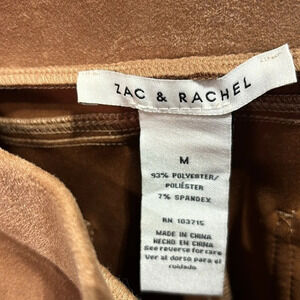 ZAC & RACHEL
M
93% POLYESTER/
POLIÉSTER
7% SPANDEX
RN 103715
MADE IN CHINA
HECHO EN CHINA
See reverse for care
Ver al dorso para el
cuidado